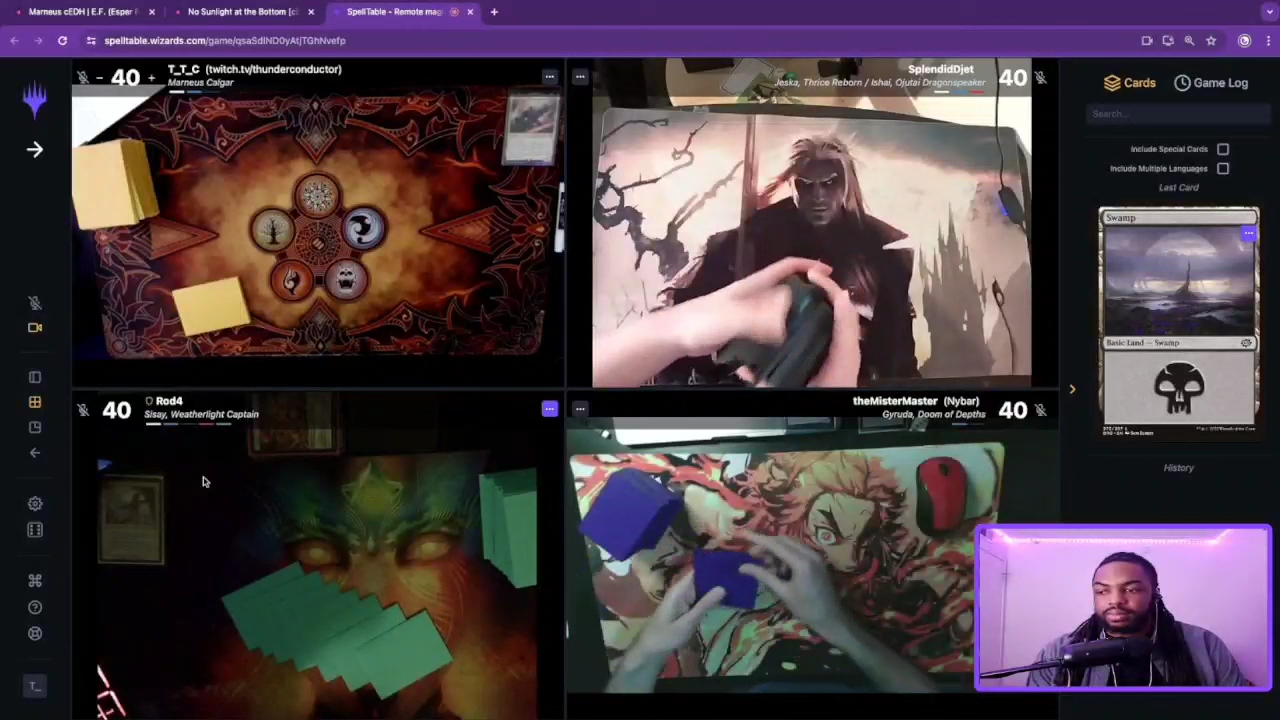 Marneus cEDH | E.F. (Esper
No Sunlight at the Bottom [c
SpellTable - Remote mag
spelltable.wizards.com/game/qsaSdIND0yAtjTGhNvefp
- 40 +
T_T_C (twitch.tv/thunderconductor)
Marneus Calgar
SplendidDjet
Jeska, Thrice Reborn / Ishai, Ojutai Dragonspeaker
40
Cards
Game Log
Search...
Include Special Cards
Include Multiple Languages
Last Card
Swamp
Basic Land — Swamp
History
40
Rod4
Sisay, Weatherlight Captain
theMisterMaster (Nybar)
Gyruda, Doom of Depths
40
T_